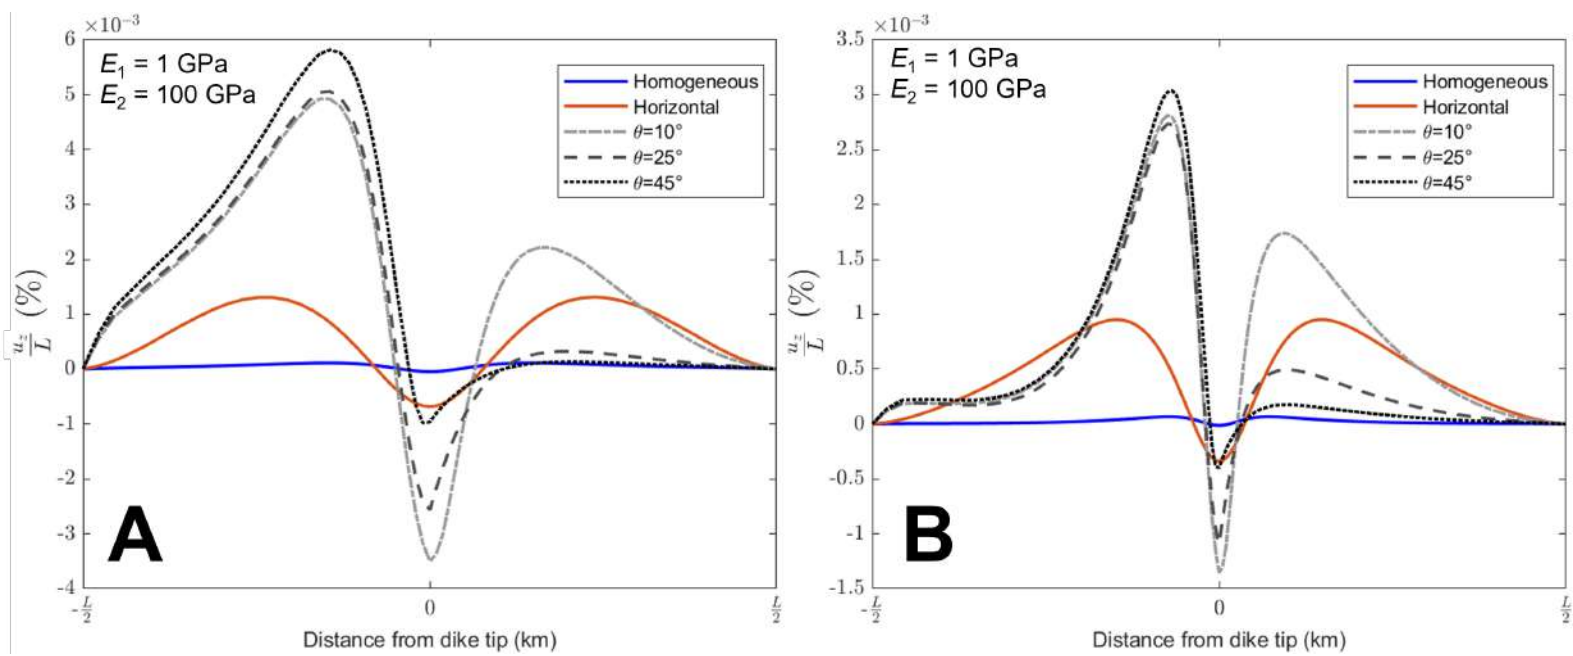 ×10⁻³
6
5
4
3
2
1
0
-1
-2
-3
-4
u_z/L (%)
E₁ = 1 GPa
E₂ = 100 GPa
Homogeneous
Horizontal
θ=10°
θ=25°
θ=45°
A
-L/2
0
L/2
Distance from dike tip (km)
×10⁻³
3.5
3
2.5
2
1.5
1
0.5
0
-0.5
-1
-1.5
u_z/L (%)
E₁ = 1 GPa
E₂ = 100 GPa
Homogeneous
Horizontal
θ=10°
θ=25°
θ=45°
B
-L/2
0
L/2
Distance from dike tip (km)